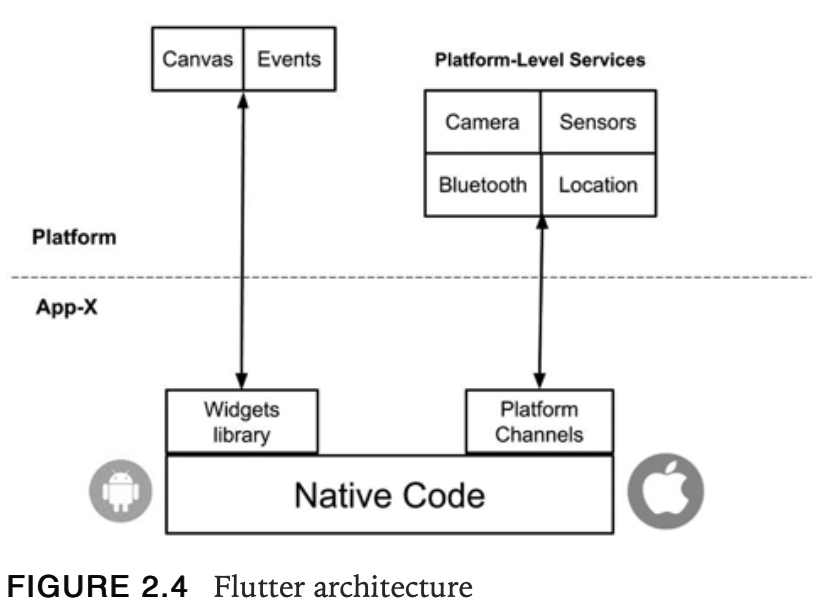 Canvas
Events
Platform-Level Services
Camera
Sensors
Bluetooth
Location
Platform
App-X
Widgets
library
Platform
Channels
Native Code
FIGURE 2.4 Flutter architecture